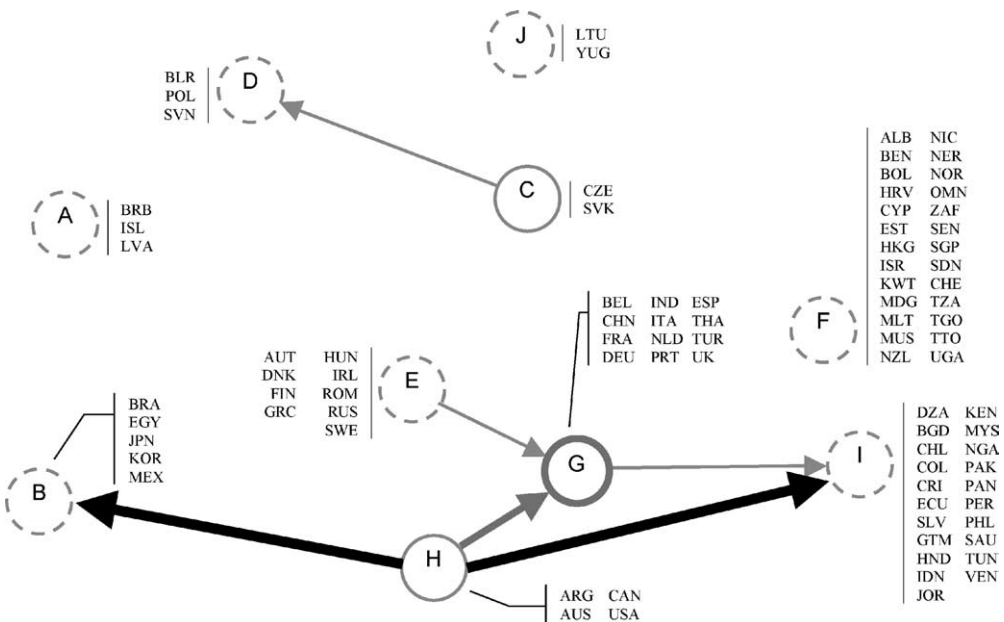 J
LTU
YUG
D
BLR
POL
SVN
C
CZE
SVK
A
BRB
ISL
LVA
F
ALB NIC
BEN NER
BOL NOR
HRV OMN
CYP ZAF
EST SEN
HKG SGP
ISR SDN
KWT CHE
MDG TZA
MLT TGO
MUS TTO
NZL UGA
BEL IND ESP
CHN ITA THA
FRA NLD TUR
DEU PRT UK
E
AUT HUN
DNK IRL
FIN ROM
GRC RUS
SWE
B
BRA
EGY
JPN
KOR
MEX
G
I
DZA KEN
BGD MYS
CHL NGA
COL PAK
CRI PAN
ECU PER
SLV PHL
GTM SAU
HND TUN
IDN VEN
JOR
H
ARG CAN
AUS USA